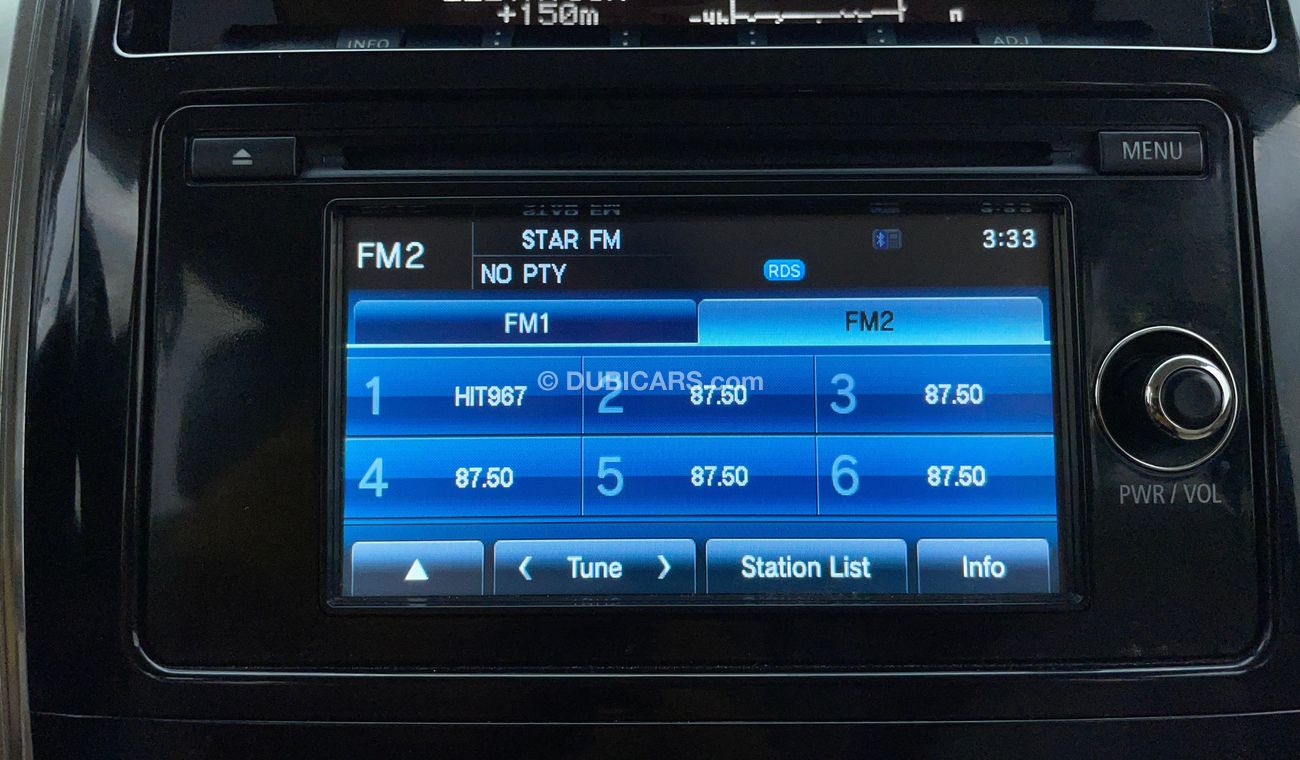 +150m
INFO ADJ
MENU
FM2 STAR FM 3:33
NO PTY RDS
FM1 FM2
1 HIT967 2 87.50 3 87.50
© DUBICARS.com
4 87.50 5 87.50 6 87.50
PWR / VOL
▲ < Tune > Station List Info